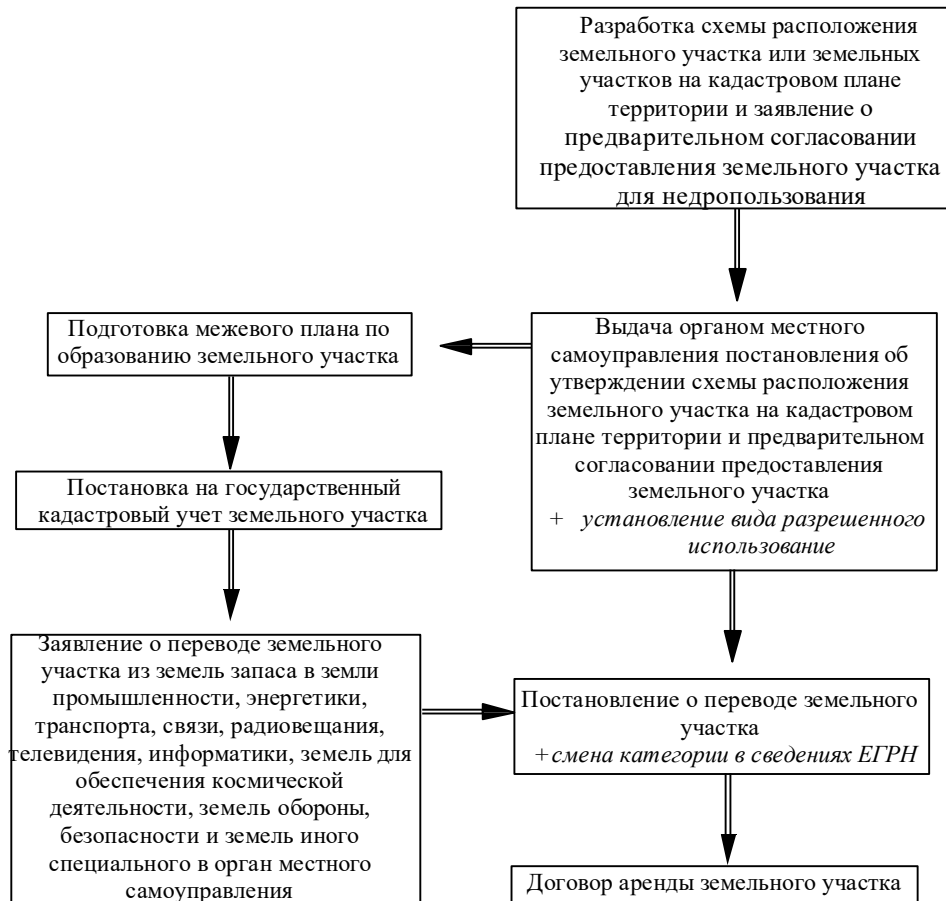 Разработка схемы расположения
земельного участка или земельных
участков на кадастровом плане
территории и заявление о
предварительном согласовании
предоставления земельного участка
для недропользования
Выдача органом местного
самоуправления постановления об
утверждении схемы расположения
земельного участка на кадастровом
плане территории и предварительном
согласовании предоставления
земельного участка
+ установление вида разрешенного
использование
Подготовка межевого плана по
образованию земельного участка
Постановка на государственный
кадастровый учет земельного участка
Заявление о переводе земельного
участка из земель запаса в земли
промышленности, энергетики,
транспорта, связи, радиовещания,
телевидения, информатики, земель для
обеспечения космической
деятельности, земель обороны,
безопасности и земель иного
специального в орган местного
самоуправления
Постановление о переводе земельного
участка
+смена категории в сведениях ЕГРН
Договор аренды земельного участка